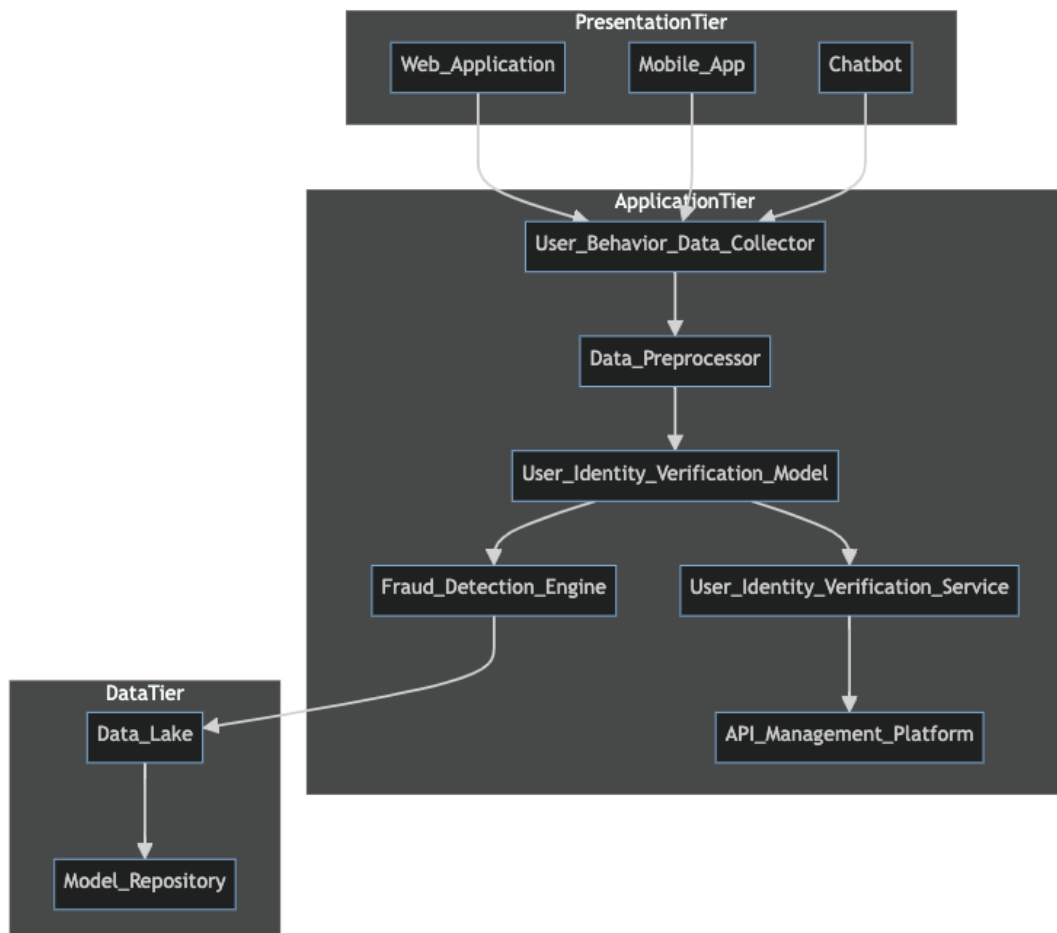 PresentationTier
Web_Application
Mobile_App
Chatbot
ApplicationTier
User_Behavior_Data_Collector
Data_Preprocessor
User_Identity_Verification_Model
Fraud_Detection_Engine
User_Identity_Verification_Service
API_Management_Platform
DataTier
Data_Lake
Model_Repository